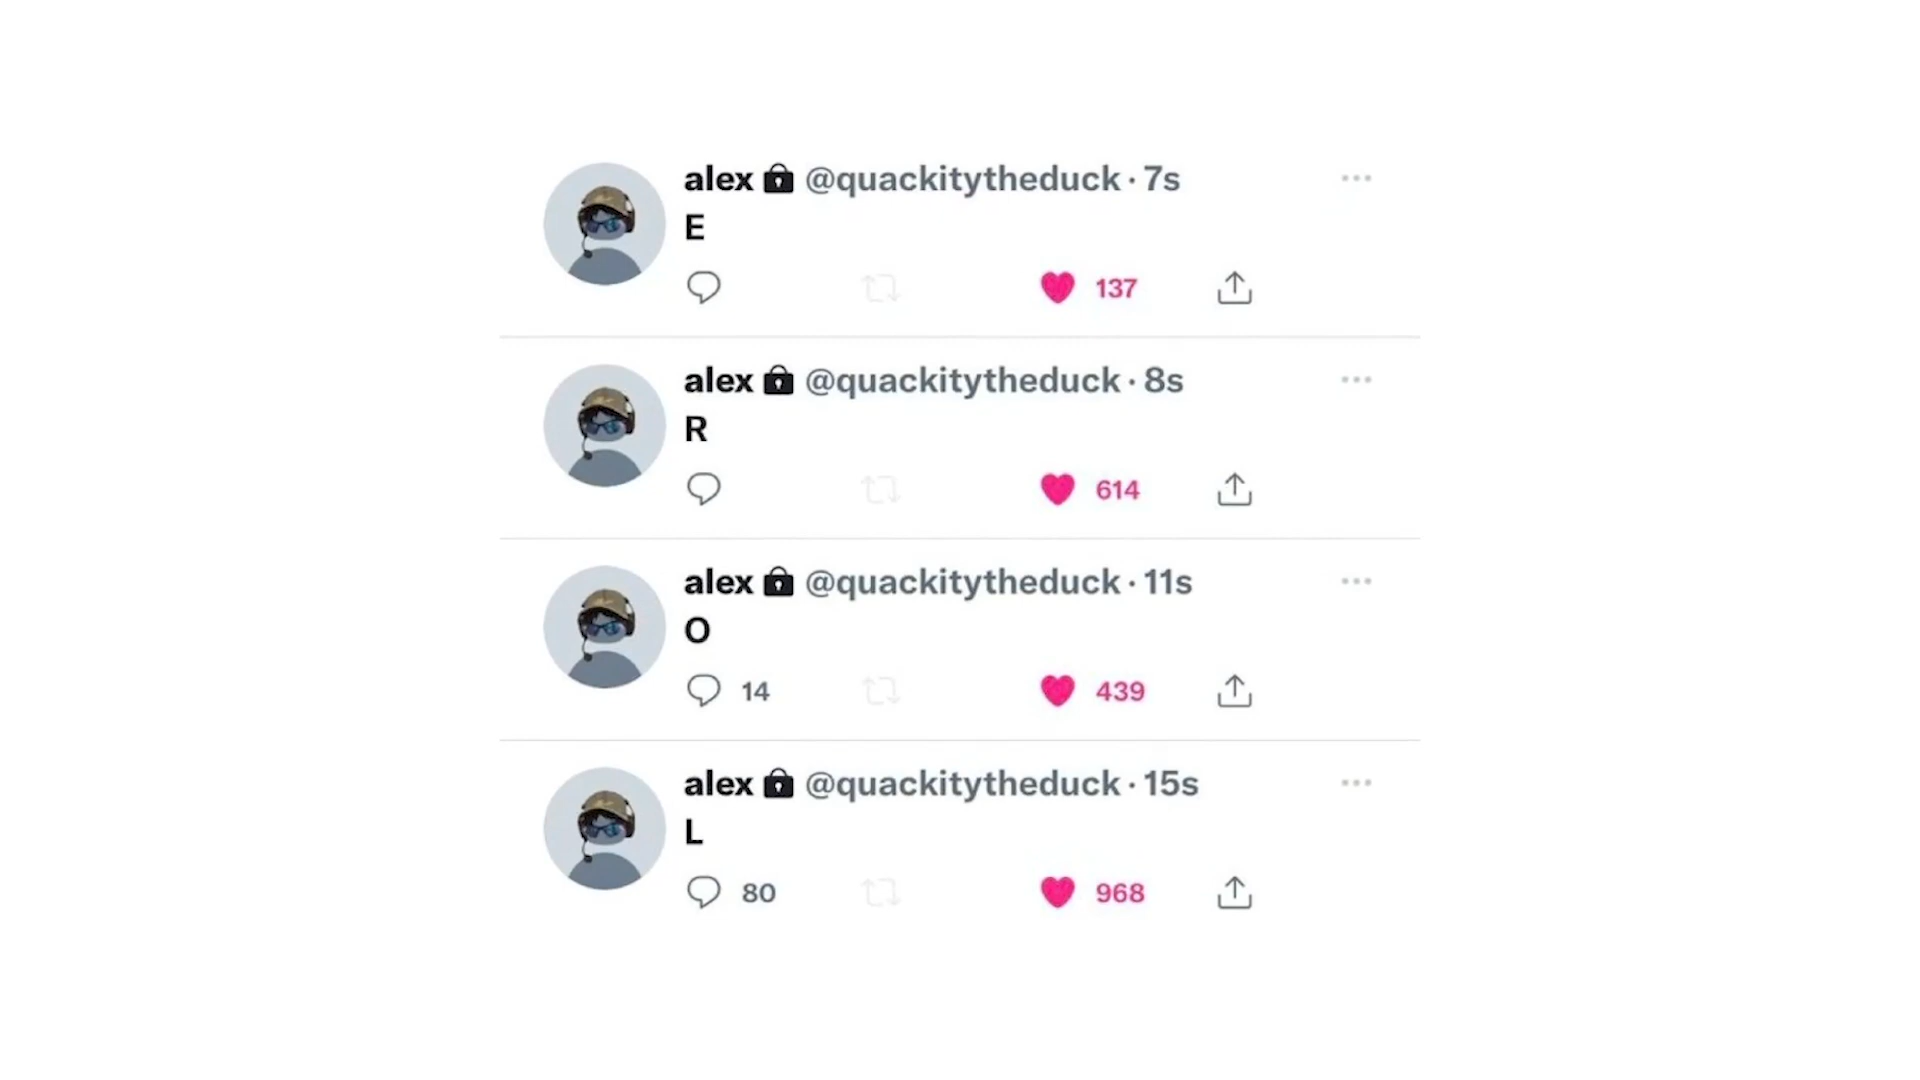 alex 🔒 @quackitytheduck · 7s
E
137
alex 🔒 @quackitytheduck · 8s
R
614
alex 🔒 @quackitytheduck · 11s
O
14 439
alex 🔒 @quackitytheduck · 15s
L
80 968